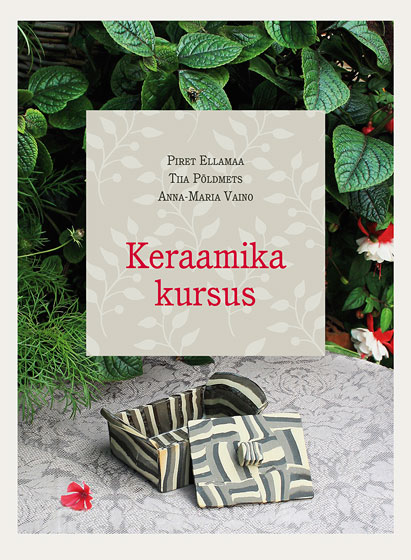 PIRET ELLAMAA
TIIA PÕLDMETS
ANNA-MARIA VAINO
Keraamika
kursus